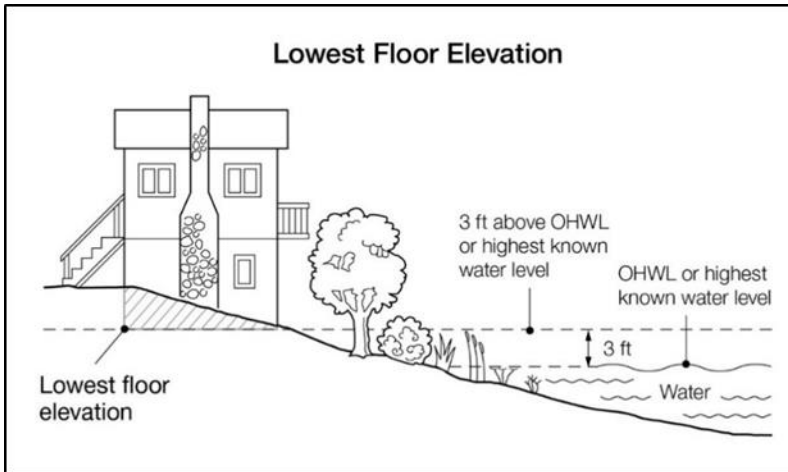 Lowest Floor Elevation
3 ft above OHWL
or highest known
water level
OHWL or highest
known water level
3 ft
Water
Lowest floor
elevation